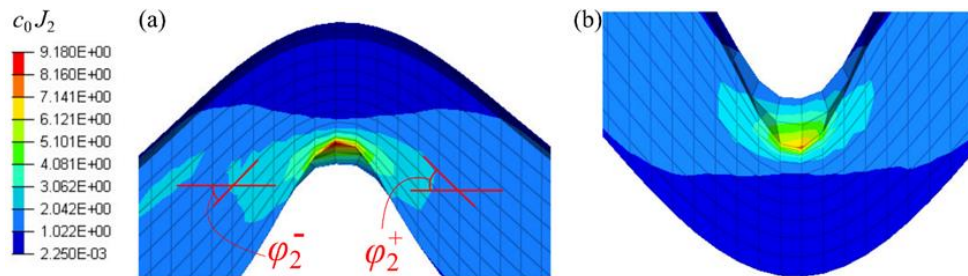 c₀J₂
9.180E+00
8.160E+00
7.141E+00
6.121E+00
5.101E+00
4.081E+00
3.062E+00
2.042E+00
1.022E+00
2.250E-03
(a)
φ₂⁻
φ₂⁺
(b)